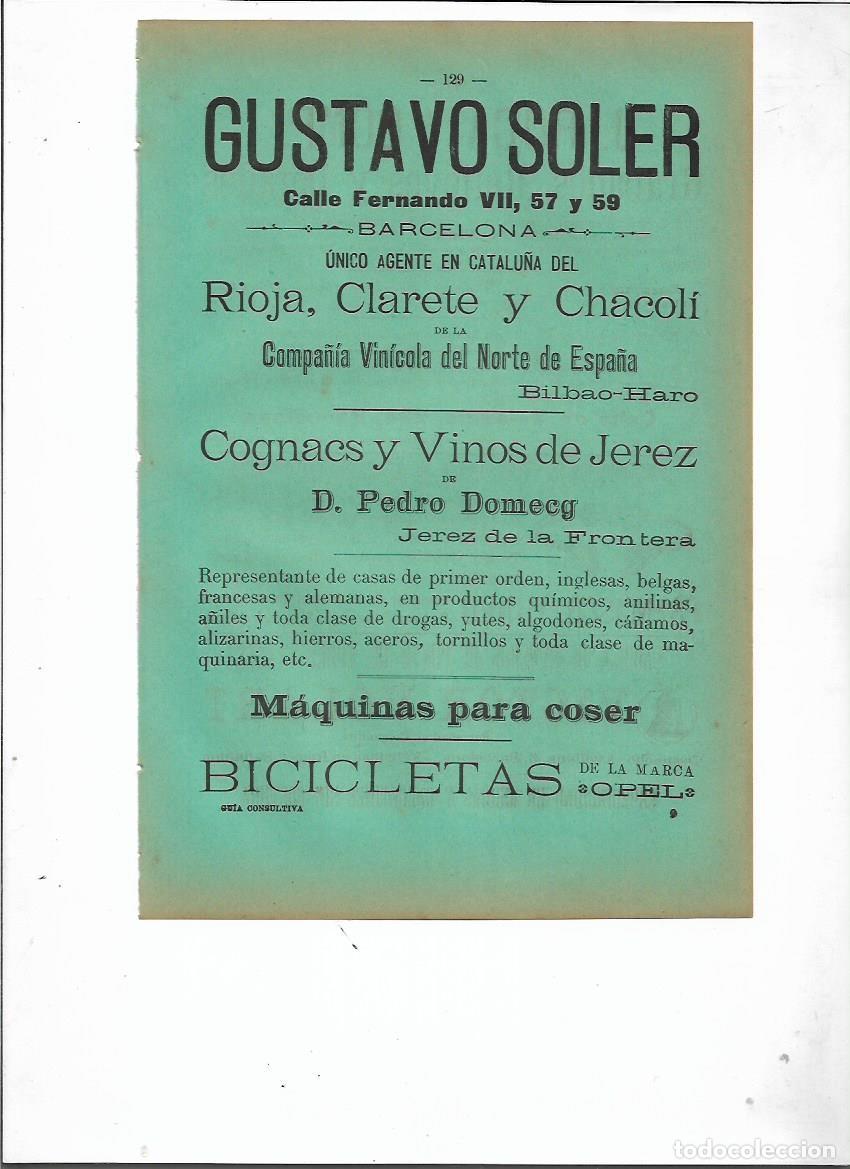 — 129 —
GUSTAVO SOLER
Calle Fernando VII, 57 y 59
BARCELONA
ÚNICO AGENTE EN CATALUÑA DEL
Rioja, Clarete y Chacolí
DE LA
Compañía Vinícola del Norte de España
Bilbao-Haro
Cognacs y Vinos de Jerez
DE
D. Pedro Domecg
Jerez de la Frontera
Representante de casas de primer orden, inglesas, belgas,
francesas y alemanas, en productos químicos, anilinas,
añiles y toda clase de drogas, yutes, algodones, cáñamos,
alizarinas, hierros, aceros, tornillos y toda clase de ma-
quinaria, etc.
Máquinas para coser
BICICLETAS DE LA MARCA
OPEL
GUÍA CONSULTIVA
9
todocoleccion